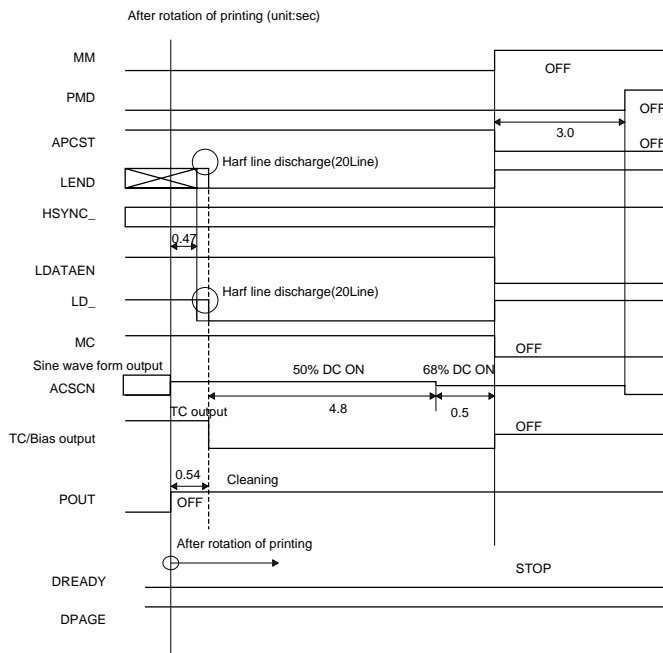 After rotation of printing (unit:sec)
MM
OFF
PMD
OFF
3.0
APCST
OFF
Harf line discharge(20Line)
LEND
HSYNC_
0.47
LDATAEN
Harf line discharge(20Line)
LD_
MC
OFF
Sine wave form output
50% DC ON
68% DC ON
ACSCN
4.8
0.5
TC output
TC/Bias output
OFF
0.54
Cleaning
POUT
OFF
After rotation of printing
STOP
DREADY
DPAGE